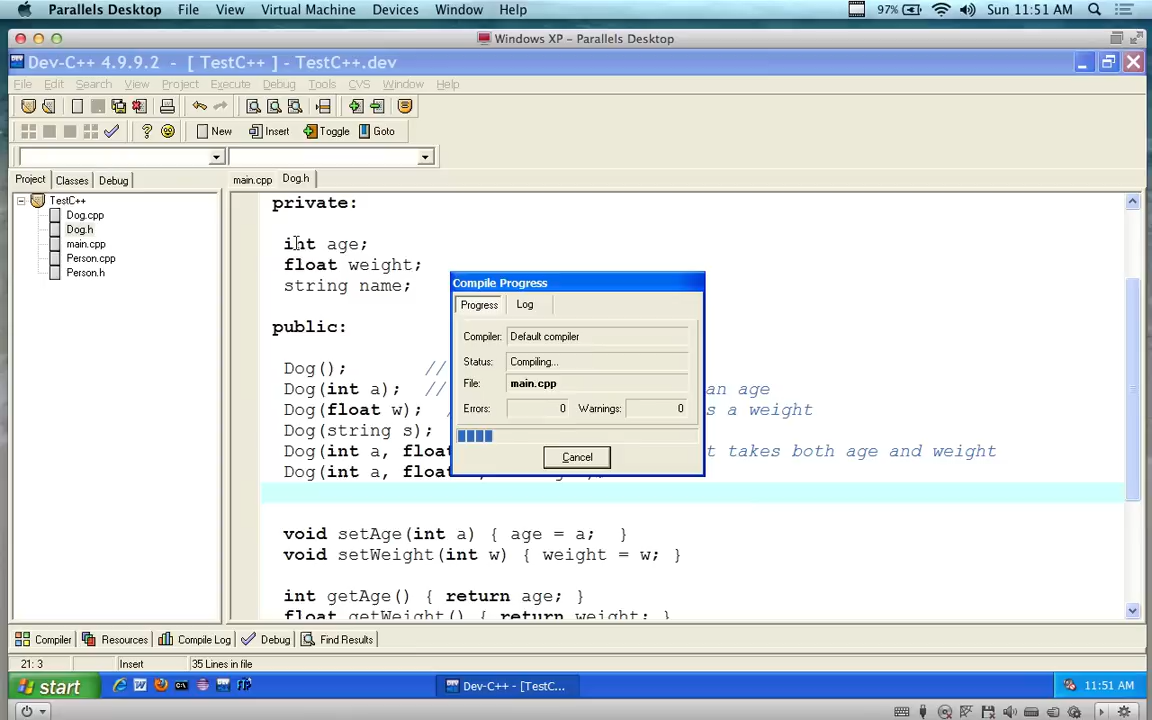 Parallels Desktop File View Virtual Machine Devices Window Help 97% Sun 11:51 AM
Windows XP – Parallels Desktop
Dev-C++ 4.9.9.2 - [ TestC++ ] - TestC++.dev
File Edit Search View Project Execute Debug Tools CVS Window Help
New Insert Toggle Goto
Project Classes Debug main.cpp Dog.h
TestC++
Dog.cpp
Dog.h
main.cpp
Person.cpp
Person.h
private:
int age;
float weight;
string name;
public:
Dog(); //
Dog(int a); // an age
Dog(float w); s a weight
Dog(string s);
Dog(int a, floa t takes both age and weight
Dog(int a, floa
void setAge(int a) { age = a; }
void setWeight(int w) { weight = w; }
int getAge() { return age; }
float getWeight() { return weight; }
Compile Progress
Progress Log
Compiler: Default compiler
Status: Compiling...
File: main.cpp
Errors: 0 Warnings: 0
Cancel
Compiler Resources Compile Log Debug Find Results
21: 3 Insert 35 Lines in file
start Dev-C++ - [TestC... 11:51 AM